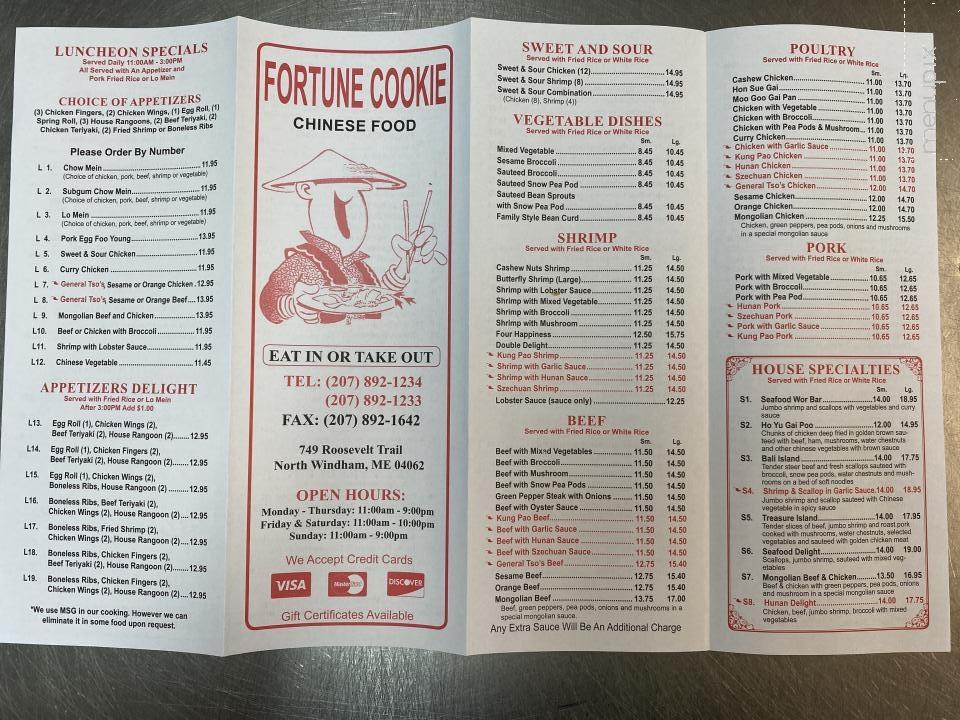 LUNCHEON SPECIALS
Served Daily 11:00AM - 3:00PM
All Served with An Appetizer and
Pork Fried Rice or Lo Mein
CHOICE OF APPETIZERS
(3) Chicken Fingers, (2) Chicken Wings, (1) Egg Roll, (1)
Spring Roll, (3) House Rangoons, (2) Beef Teriyaki, (2)
Chicken Teriyaki, (2) Fried Shrimp or Boneless Ribs
Please Order By Number
L 1. Chow Mein 11.95
(Choice of chicken, pork, beef, shrimp or vegetable)
L 2. Subgum Chow Mein 11.95
(Choice of chicken, pork, beef, shrimp or vegetable)
L 3. Lo Mein 11.95
(Choice of chicken, pork, beef, shrimp or vegetable)
L 4. Pork Egg Foo Young 13.95
L 5. Sweet & Sour Chicken 11.95
L 6. Curry Chicken 11.95
L 7. General Tso's, Sesame or Orange Chicken 12.95
L 8. General Tso's, Sesame or Orange Beef 13.95
L 9. Mongolian Beef and Chicken 13.95
L10. Beef or Chicken with Broccoli 11.95
L11. Shrimp with Lobster Sauce 11.95
L12. Chinese Vegetable 11.45
APPETIZERS DELIGHT
Served with Fried Rice or Lo Mein
After 3:00PM Add $1.00
L13. Egg Roll (1), Chicken Wings (2),
Beef Teriyaki (2), House Rangoon (2) 12.95
L14. Egg Roll (1), Chicken Fingers (2),
Beef Teriyaki (2), House Rangoon (2) 12.95
L15. Egg Roll (1), Chicken Wings (2),
Boneless Ribs, House Rangoon (2) 12.95
L16. Boneless Ribs, Beef Teriyaki (2),
Chicken Wings (2), House Rangoon (2) 12.95
L17. Boneless Ribs, Fried Shrimp (2),
Chicken Wings (2), House Rangoon (2) 12.95
L18. Boneless Ribs, Chicken Fingers (2),
Beef Teriyaki (2), House Rangoon (2) 12.95
L19. Boneless Ribs, Chicken Fingers (2),
Chicken Wings (2), House Rangoon (2) 12.95
*We use MSG in our cooking. However we can
eliminate it in some food upon request.
FORTUNE COOKIE
CHINESE FOOD
EAT IN OR TAKE OUT
TEL: (207) 892-1234
(207) 892-1233
FAX: (207) 892-1642
749 Roosevelt Trail
North Windham, ME 04062
OPEN HOURS:
Monday - Thursday: 11:00am - 9:00pm
Friday & Saturday: 11:00am - 10:00pm
Sunday: 11:00am - 9:00pm
We Accept Credit Cards
VISA MasterCard DISCOVER
Gift Certificates Available
SWEET AND SOUR
Served with Fried Rice or White Rice
Sweet & Sour Chicken (12) 14.95
Sweet & Sour Shrimp (8) 14.95
Sweet & Sour Combination 14.95
(Chicken (8), Shrimp (4))
VEGETABLE DISHES
Served with Fried Rice or White Rice
Sm. Lg.
Mixed Vegetable 8.45 10.45
Sesame Broccoli 8.45 10.45
Sauteed Broccoli 8.45 10.45
Sauteed Snow Pea Pod 8.45 10.45
Sauteed Bean Sprouts
with Snow Pea Pod 8.45 10.45
Family Style Bean Curd 8.45 10.45
SHRIMP
Served with Fried Rice or White Rice
Sm. Lg.
Cashew Nuts Shrimp 11.25 14.50
Butterfly Shrimp (Large) 11.25 14.50
Shrimp with Lobster Sauce 11.25 14.50
Shrimp with Mixed Vegetable 11.25 14.50
Shrimp with Broccoli 11.25 14.50
Shrimp with Mushroom 11.25 14.50
Four Happiness 12.50 15.75
Double Delight 11.25 14.50
Kung Pao Shrimp 11.25 14.50
Shrimp with Garlic Sauce 11.25 14.50
Shrimp with Hunan Sauce 11.25 14.50
Szechuan Shrimp 11.25 14.50
Lobster Sauce (sauce only) 12.25
BEEF
Served with Fried Rice or White Rice
Sm. Lg.
Beef with Mixed Vegetables 11.50 14.50
Beef with Broccoli 11.50 14.50
Beef with Mushroom 11.50 14.50
Beef with Snow Pea Pods 11.50 14.50
Green Pepper Steak with Onions 11.50 14.50
Beef with Oyster Sauce 11.50 14.50
Kung Pao Beef 11.50 14.50
Beef with Garlic Sauce 11.50 14.50
Beef with Hunan Sauce 11.50 14.50
Beef with Szechuan Sauce 11.50 14.50
General Tso's Beef 12.75 15.40
Sesame Beef 12.75 15.40
Orange Beef 12.75 15.40
Mongolian Beef 13.75 17.00
Beef, green peppers, pea pods, onions and mushrooms in a
special mongolian sauce
Any Extra Sauce Will Be An Additional Charge
POULTRY
Served with Fried Rice or White Rice
Sm. Lg.
Cashew Chicken 11.00 13.70
Hon Sue Gai 11.00 13.70
Moo Goo Gai Pan 11.00 13.70
Chicken with Vegetable 11.00 13.70
Chicken with Broccoli 11.00 13.70
Chicken with Pea Pods & Mushroom 11.00 13.70
Curry Chicken 11.00 13.70
Chicken with Garlic Sauce 11.00 13.70
Kung Pao Chicken 11.00 13.70
Hunan Chicken 11.00 13.70
Szechuan Chicken 11.00 13.70
General Tso's Chicken 12.00 14.70
Sesame Chicken 12.00 14.70
Orange Chicken 12.00 14.70
Mongolian Chicken 12.25 15.50
Chicken, green peppers, pea pods, onions and mushrooms
in a special mongolian sauce
PORK
Served with Fried Rice or White Rice
Sm. Lg.
Pork with Mixed Vegetable 10.65 12.65
Pork with Broccoli 10.65 12.65
Pork with Pea Pod 10.65 12.65
Hunan Pork 10.65 12.65
Szechuan Pork 10.65 12.65
Pork with Garlic Sauce 10.65 12.65
Kung Pao Pork 10.65 12.65
HOUSE SPECIALTIES
Served with Fried Rice or White Rice
Sm. Lg.
S1. Seafood Wor Bar 14.00 18.95
Jumbo shrimp and scallops with vegetables and curry
sauce
S2. Ho Yu Gai Poo 12.00 14.95
Chunks of chicken deep fried in golden brown sau-
teed with beef, ham, mushrooms, water chestnuts
and other chinese vegetables with brown sauce
S3. Bali Island 14.00 17.75
Tender steer beef and fresh scallops sauteed with
broccoli, snow pea pods, water chestnuts and mush-
rooms on a bed of soft noodles
S4. Shrimp & Scallop in Garlic Sauce 14.00 18.95
Jumbo shrimp and scallop sauteed with Chinese
vegetable in spicy sauce
S5. Treasure Island 14.00 17.95
Tender slices of beef, jumbo shrimp and roast pork
cooked with mushrooms, water chestnuts, selected
vegetables and sauteed with golden chicken meat
S6. Seafood Delight 14.00 19.00
Scallops, jumbo shrimp, sauteed with mixed veg-
etables
S7. Mongolian Beef & Chicken 13.50 16.95
Beef & chicken with green peppers, pea pods, onions
and mushrooms in a special mongolian sauce
S8. Hunan Delight 14.00 17.75
Chicken, beef, jumbo shrimp, broccoli with mixed
vegetables
menupix